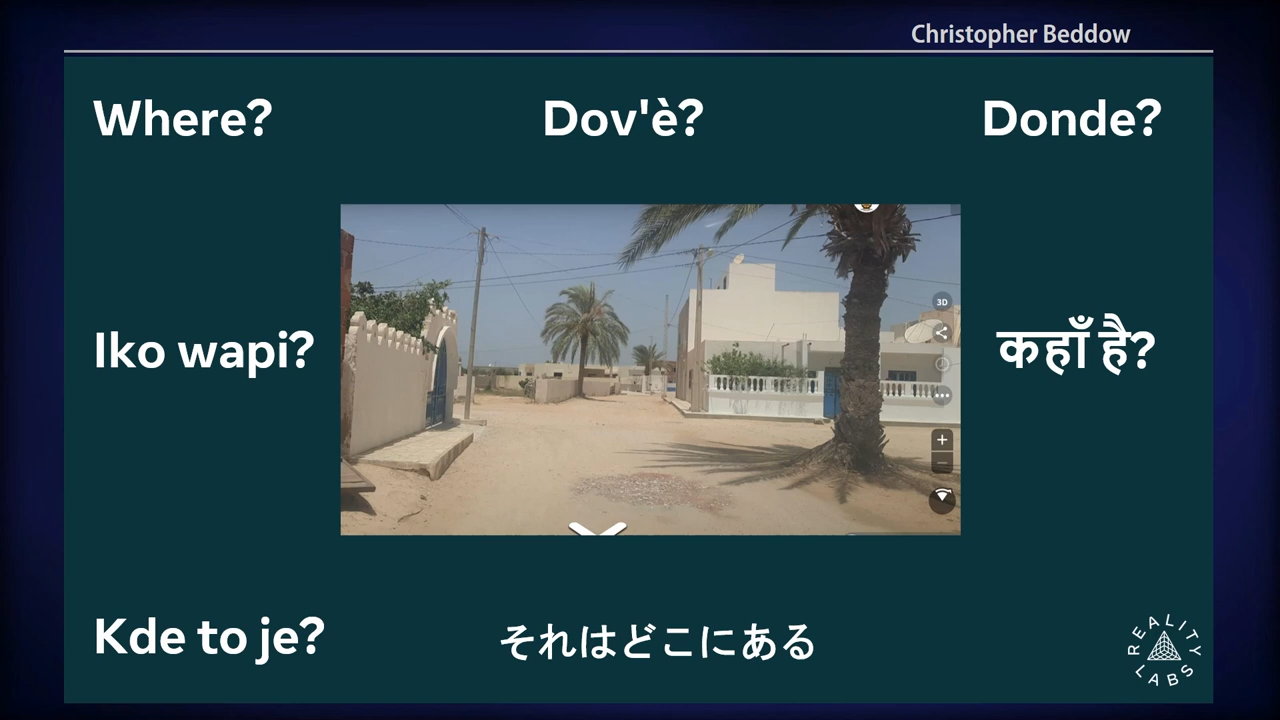 Christopher Beddow
Where?
Dov'è?
Donde?
3D
Iko wapi?
कहाँ है?
Kde to je?
それはどこにある
REALITY LABS